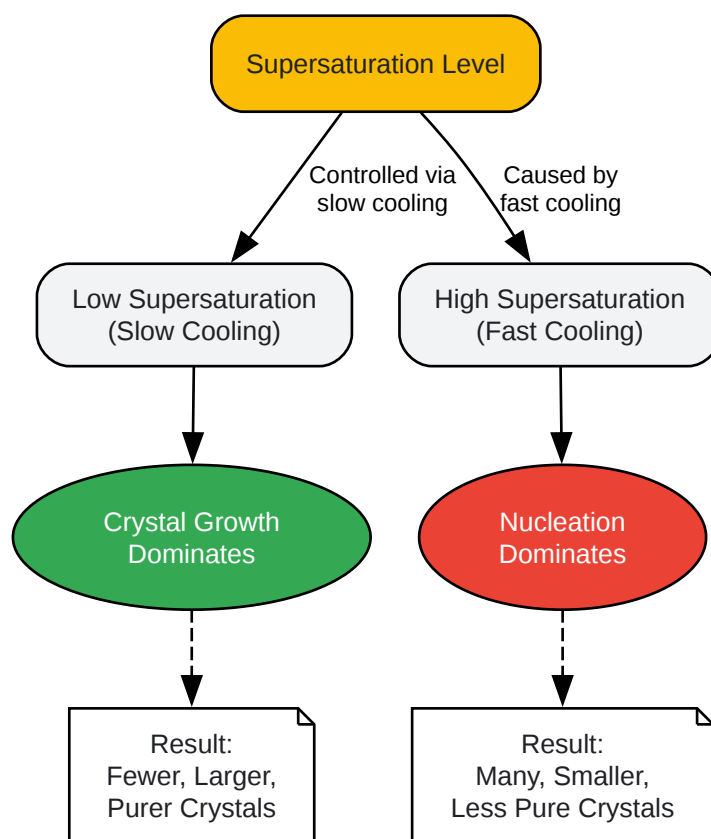 Supersaturation Level
Controlled via
slow cooling
Caused by
fast cooling
Low Supersaturation
(Slow Cooling)
High Supersaturation
(Fast Cooling)
Crystal Growth
Dominates
Nucleation
Dominates
Result:
Fewer, Larger,
Purer Crystals
Result:
Many, Smaller,
Less Pure Crystals